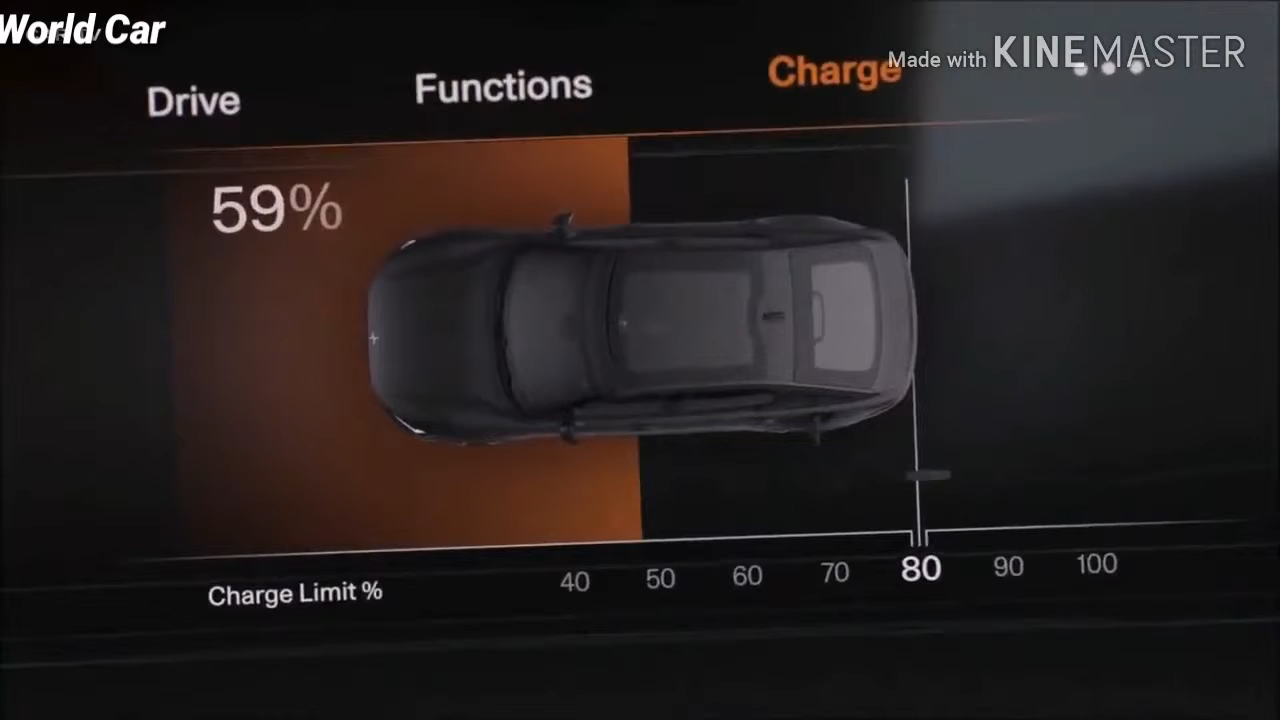 World Car
Made with KINEMASTER
Drive
Functions
Charge
59%
Charge Limit %
40 50 60 70 80 90 100